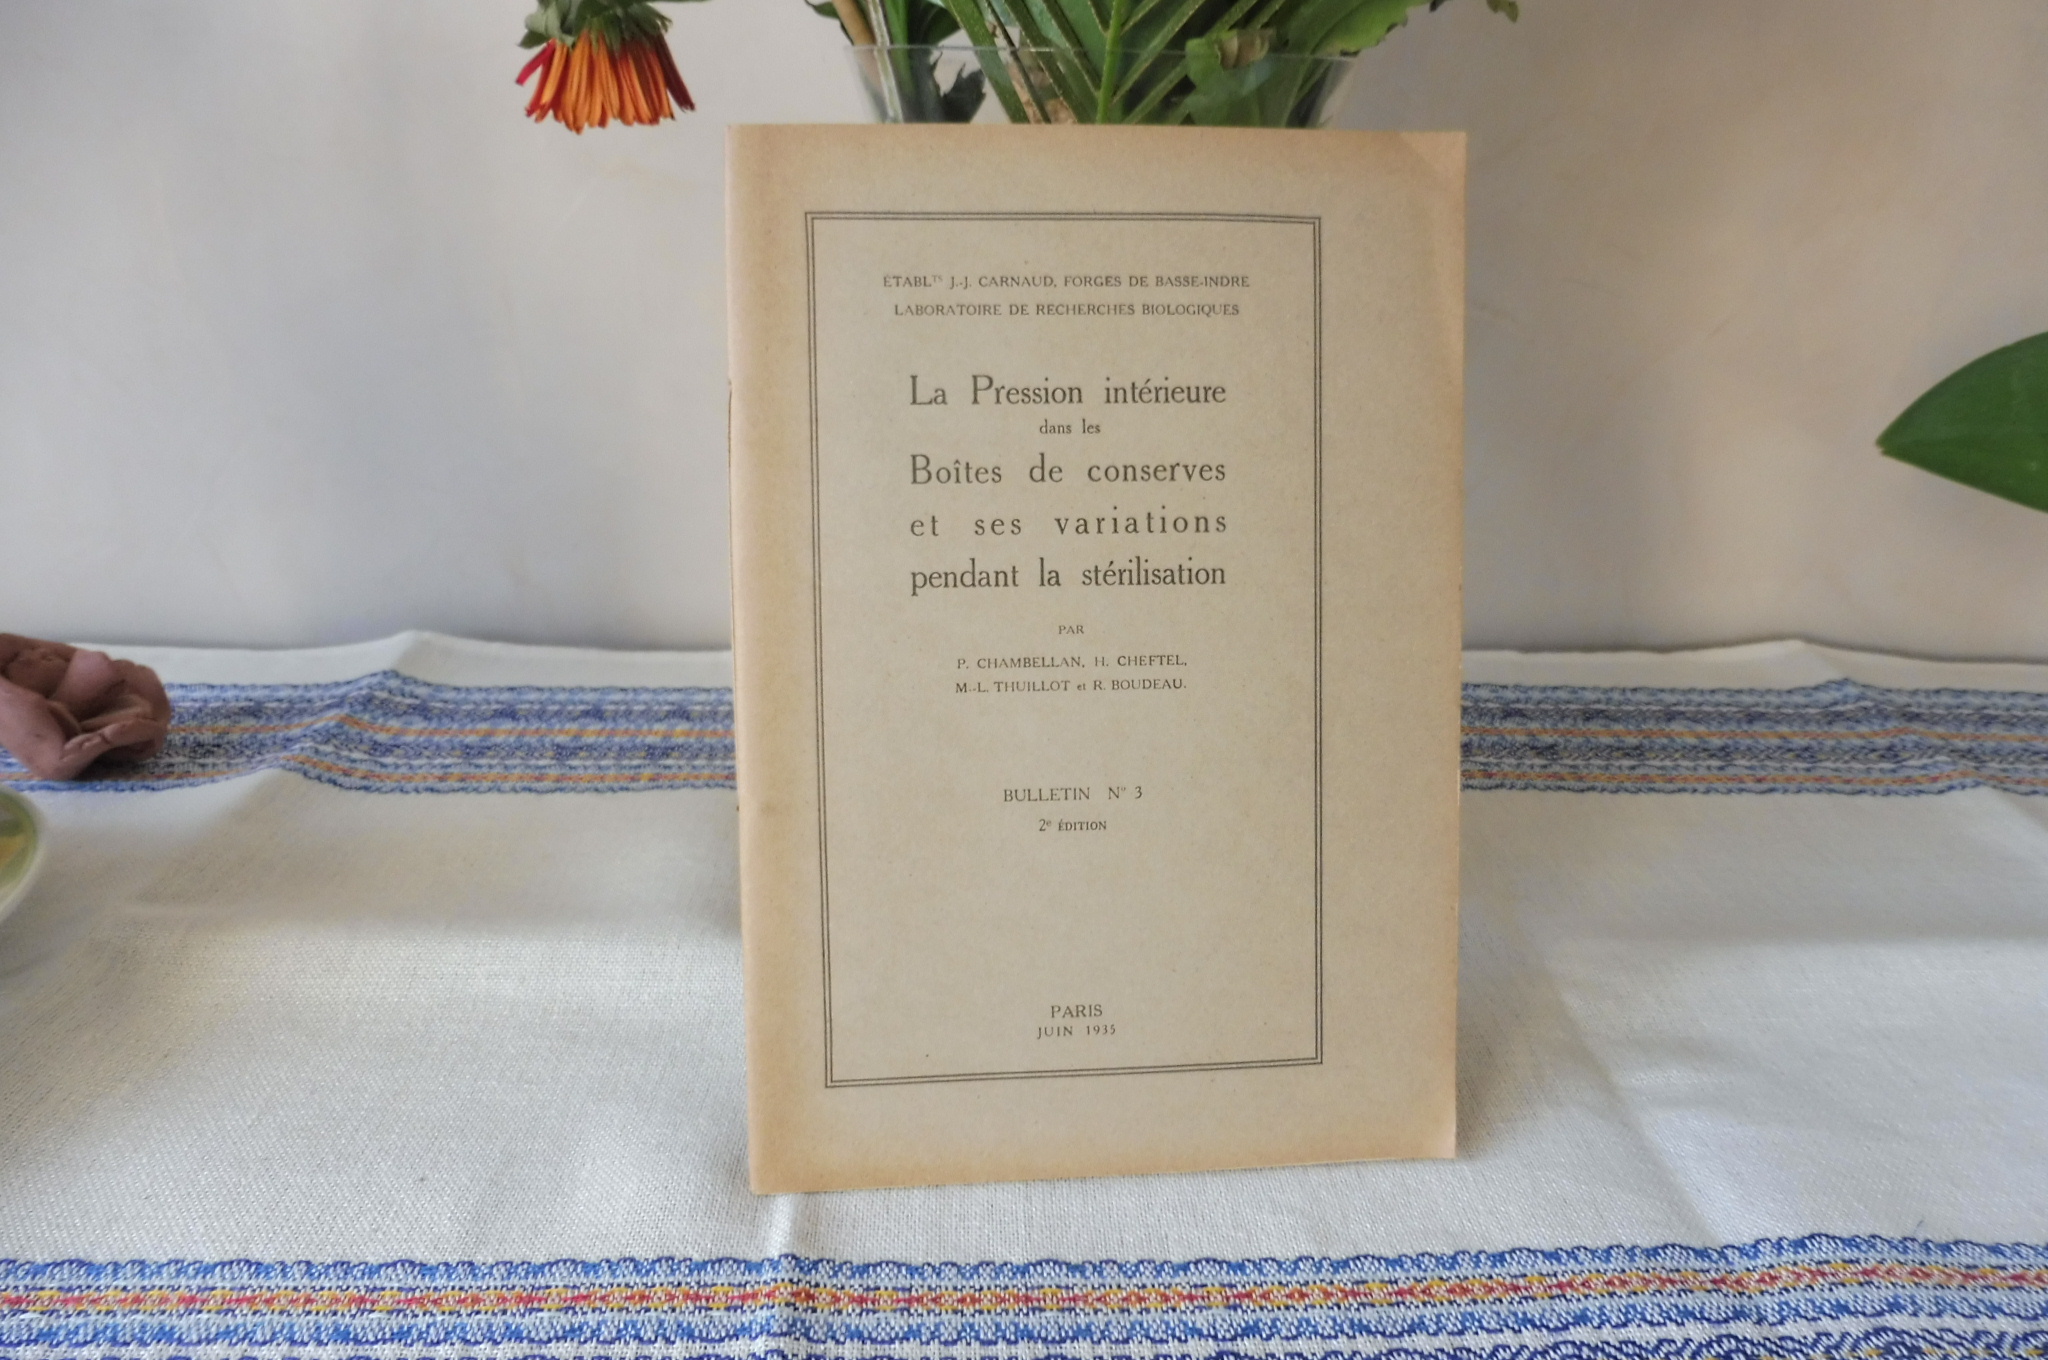 ÉTABLᵀˢ J.-J. CARNAUD, FORGES DE BASSE-INDRE
LABORATOIRE DE RECHERCHES BIOLOGIQUES
La Pression intérieure
dans les
Boîtes de conserves
et ses variations
pendant la stérilisation
PAR
P. CHAMBELLAN, H. CHEFTEL,
M.-L. THUILLOT et R. BOUDEAU.
BULLETIN Nº 3
2ᵉ ÉDITION
PARIS
JUIN 1935